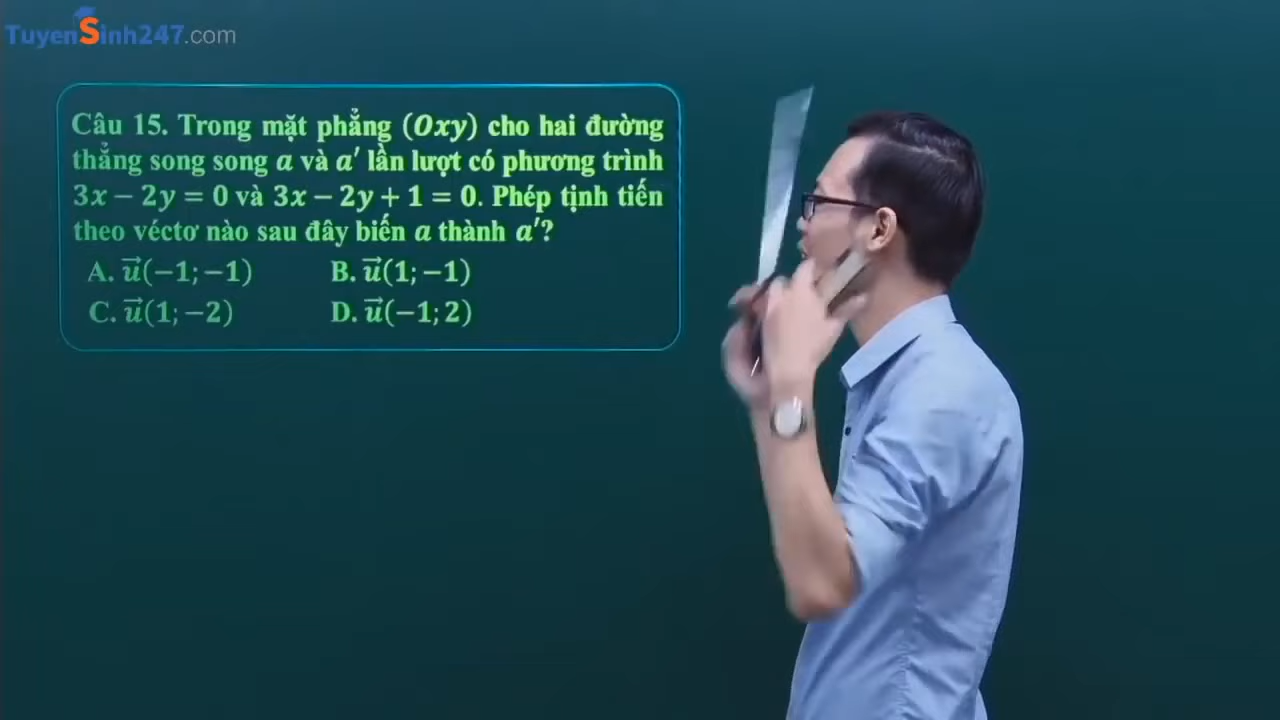 TuyenSinh247.com
Câu 15. Trong mặt phẳng (Oxy) cho hai đường
thẳng song song a và a′ lần lượt có phương trình
3x − 2y = 0 và 3x − 2y + 1 = 0. Phép tịnh tiến
theo véctơ nào sau đây biến a thành a′?
A. u⃗(−1; −1) B. u⃗(1; −1)
C. u⃗(1; −2) D. u⃗(−1; 2)